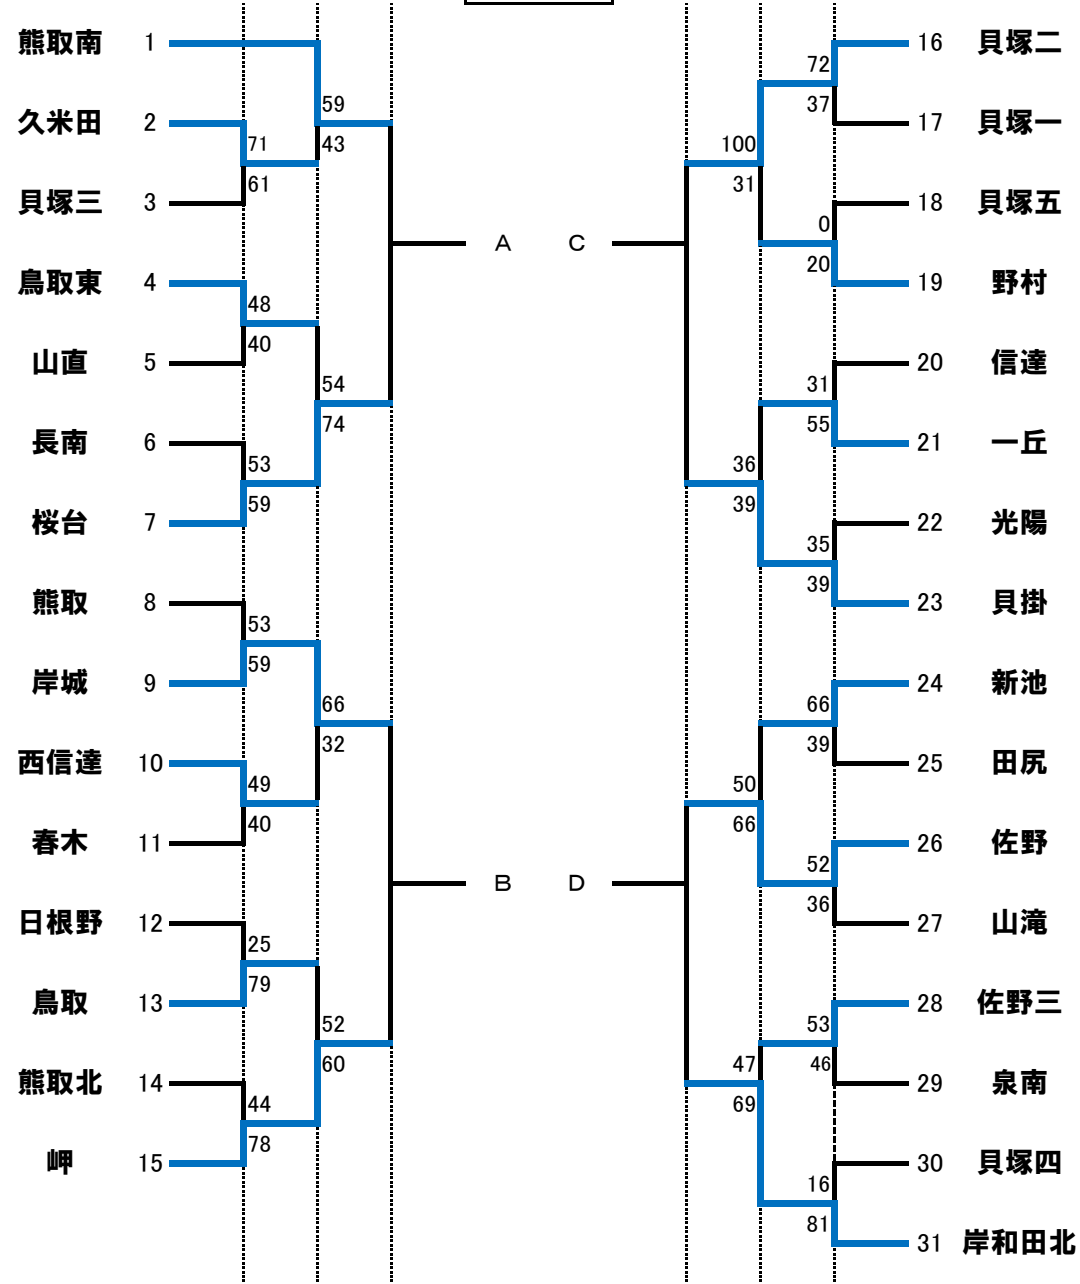 熊取南 1
久米田 2
貝塚三 3
鳥取東 4
山直 5
長南 6
桜台 7
熊取 8
岸城 9
西信達 10
春木 11
日根野 12
鳥取 13
熊取北 14
岬 15
71
61
48
40
53
59
53
59
49
40
25
79
44
78
59
43
54
74
66
32
52
60
A C
B D
100
31
36
39
50
66
47
69
72
37
0
20
31
55
35
39
66
39
52
36
53
46
16
81
16 貝塚二
17 貝塚一
18 貝塚五
19 野村
20 信達
21 一丘
22 光陽
23 貝掛
24 新池
25 田尻
26 佐野
27 山滝
28 佐野三
29 泉南
30 貝塚四
31 岸和田北